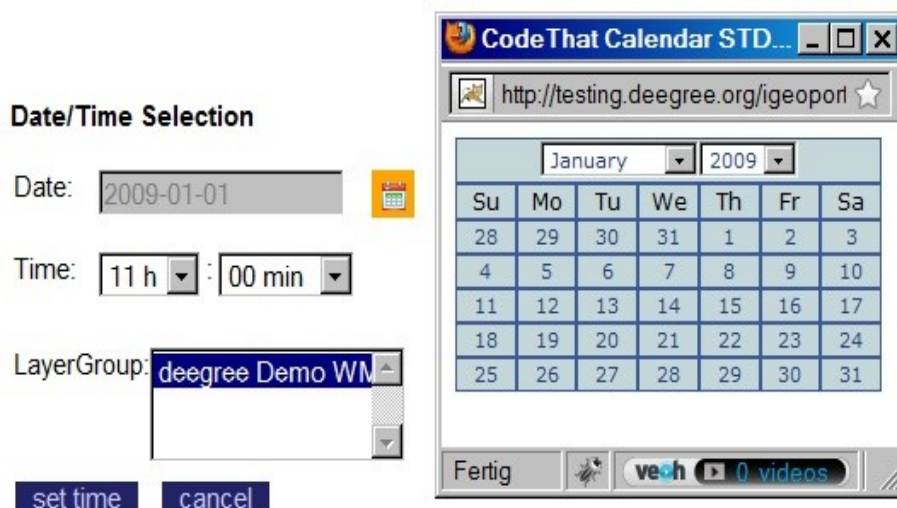 Date/Time Selection
Date: 2009-01-01
Time: 11 h : 00 min
LayerGroup: deegree Demo WM
set time cancel
CodeThat Calendar STD...
http://testing.deegree.org/igeoport
January 2009
Su Mo Tu We Th Fr Sa
28 29 30 31 1 2 3
4 5 6 7 8 9 10
11 12 13 14 15 16 17
18 19 20 21 22 23 24
25 26 27 28 29 30 31
Fertig veoh 0 videos